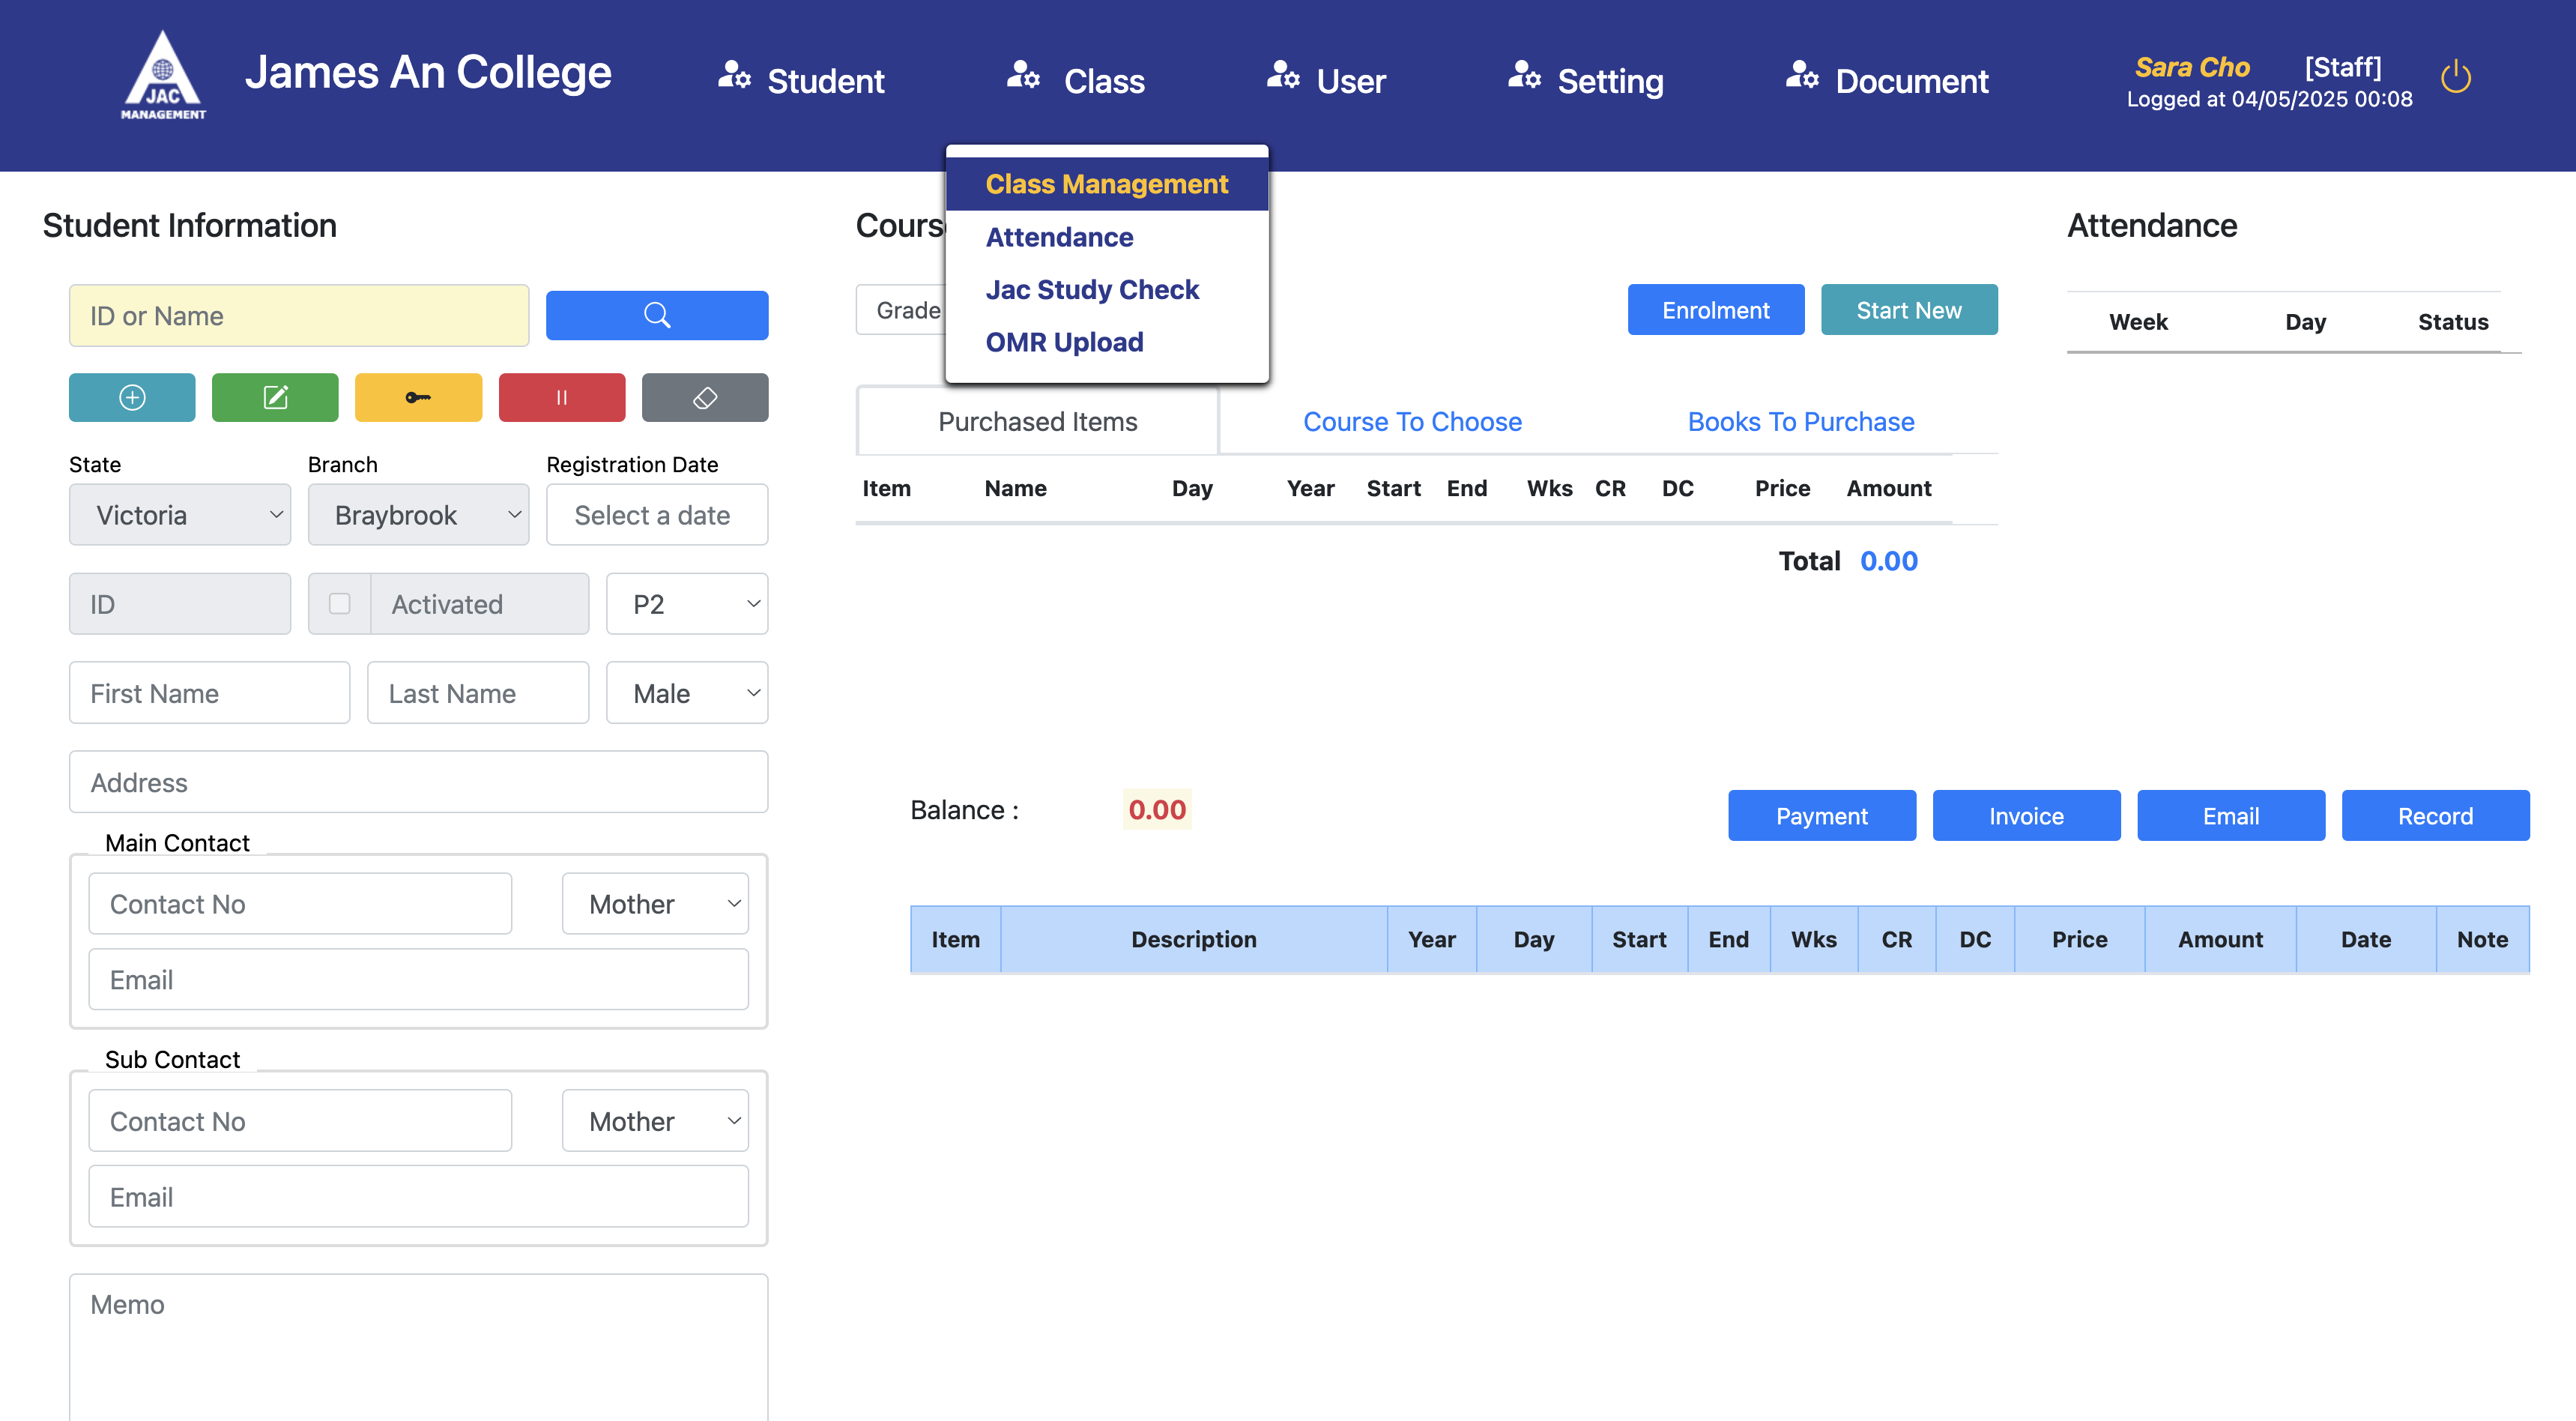 JAC
MANAGEMENT
James An College
Student
Class
User
Setting
Document
Sara Cho [Staff]
Logged at 04/05/2025 00:08
Class Management
Attendance
Jac Study Check
OMR Upload
Student Information
ID or Name
State
Branch
Registration Date
Victoria
Braybrook
Select a date
ID
Activated
P2
First Name
Last Name
Male
Address
Main Contact
Contact No
Mother
Email
Sub Contact
Contact No
Mother
Email
Memo
Cours
Grade
Enrolment
Start New
Purchased Items
Course To Choose
Books To Purchase
Item Name Day Year Start End Wks CR DC Price Amount
Total 0.00
Attendance
Week Day Status
Balance : 0.00
Payment
Invoice
Email
Record
Item Description Year Day Start End Wks CR DC Price Amount Date Note